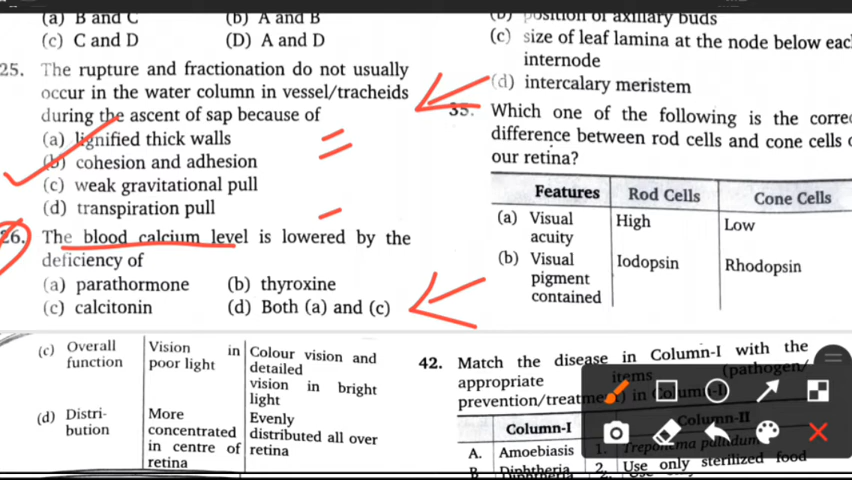 (a) B and C (b) A and B
(c) C and D (D) A and D
25. The rupture and fractionation do not usually
occur in the water column in vessel/tracheids
during the ascent of sap because of
(a) lignified thick walls
(b) cohesion and adhesion
(c) weak gravitational pull
(d) transpiration pull
26. The blood calcium level is lowered by the
deficiency of
(a) parathormone (b) thyroxine
(c) calcitonin (d) Both (a) and (c)
(b) position of axillary buds
(c) size of leaf lamina at the node below eac
internode
(d) intercalary meristem
35. Which one of the following is the corre
difference between rod cells and cone cells o
our retina?
Features Rod Cells Cone Cells
(a) Visual High Low
acuity
(b) Visual Iodopsin Rhodopsin
pigment
contained
(c) Overall Vision in Colour vision and
function poor light detailed
vision in bright
light
(d) Distri- More Evenly
bution concentrated distributed all over
in centre of retina
retina
42. Match the disease in Column-I with the
appropriate items (pathogen/
prevention/treatment) in Column-I
Column-I Column-II
A. Amoebiasis 1. Treponema pallidum
B. Diphtheria 2. Use only sterilized food